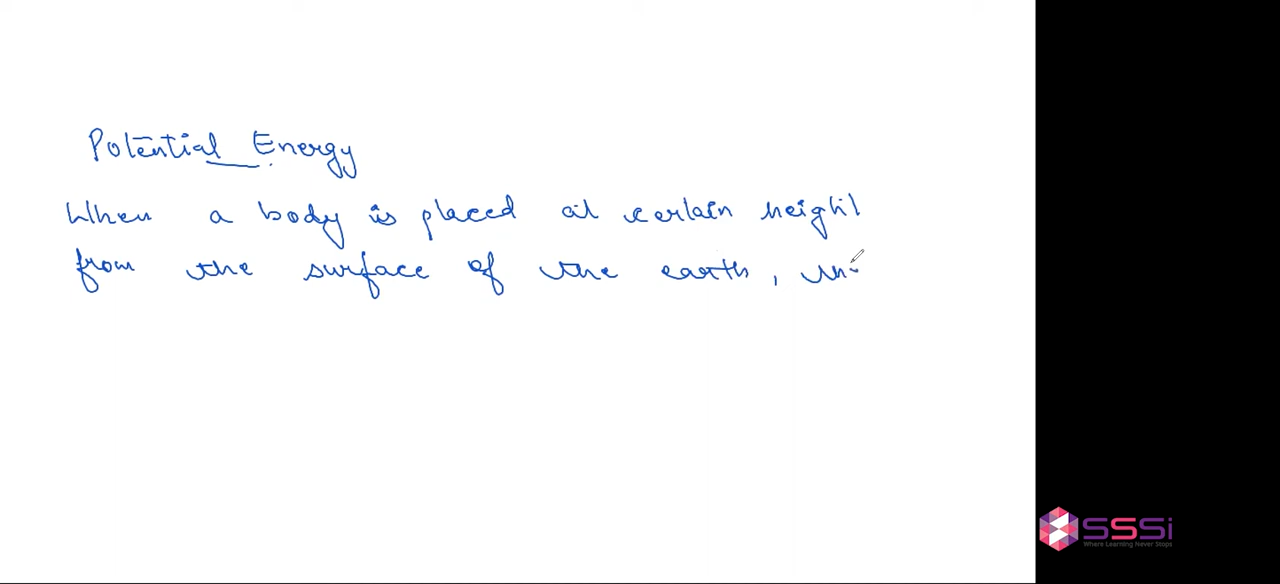 Potential Energy
When a body is placed at certain height
from the surface of the earth,
SSSi
Where Learning Never Stops